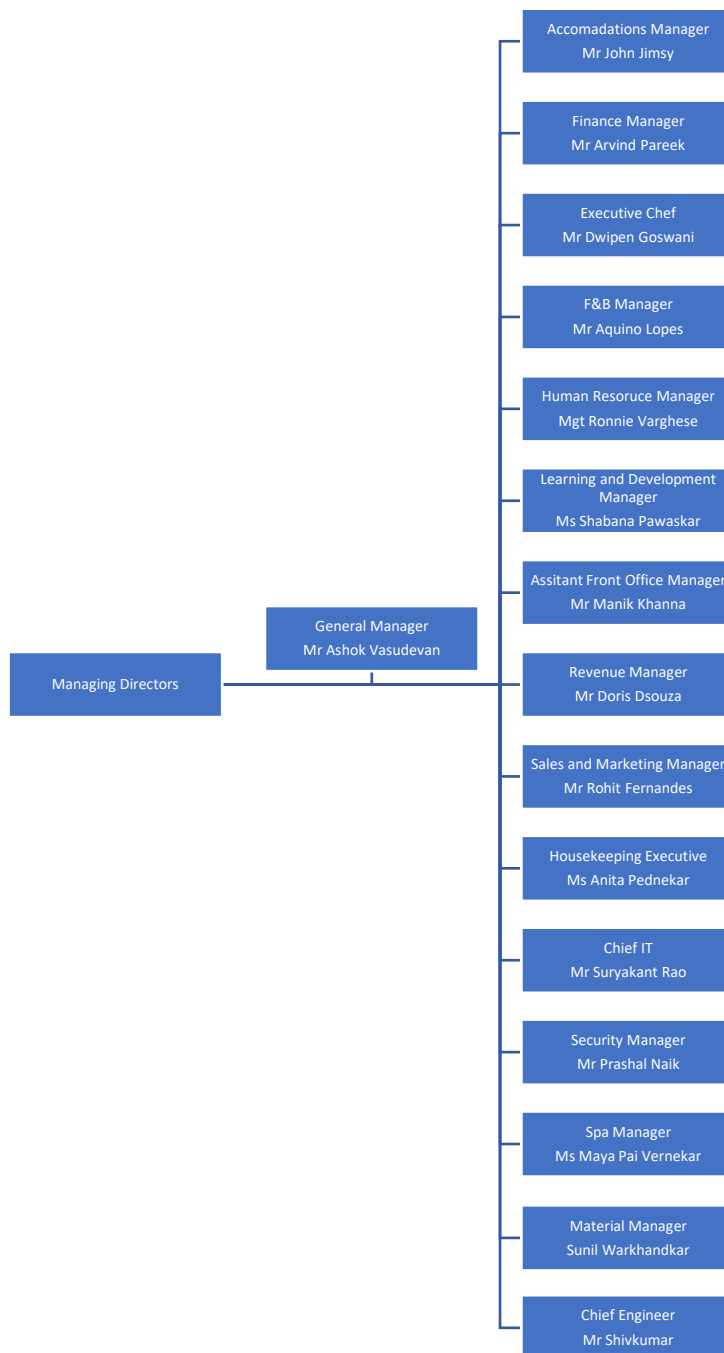 Accomadations Manager
Mr John Jimsy
Finance Manager
Mr Arvind Pareek
Executive Chef
Mr Dwipen Goswani
F&B Manager
Mr Aquino Lopes
Human Resoruce Manager
Mgt Ronnie Varghese
Learning and Development
Manager
Ms Shabana Pawaskar
Assitant Front Office Manager
Mr Manik Khanna
General Manager
Mr Ashok Vasudevan
Managing Directors
Revenue Manager
Mr Doris Dsouza
Sales and Marketing Manager
Mr Rohit Fernandes
Housekeeping Executive
Ms Anita Pednekar
Chief IT
Mr Suryakant Rao
Security Manager
Mr Prashal Naik
Spa Manager
Ms Maya Pai Vernekar
Material Manager
Sunil Warkhandkar
Chief Engineer
Mr Shivkumar